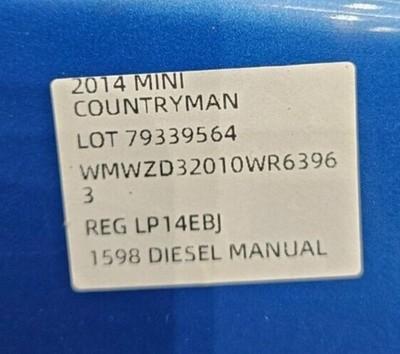 2014 MINI
COUNTRYMAN
LOT 79339564
WMWZD32010WR6396
3
REG LP14EBJ
1598 DIESEL MANUAL